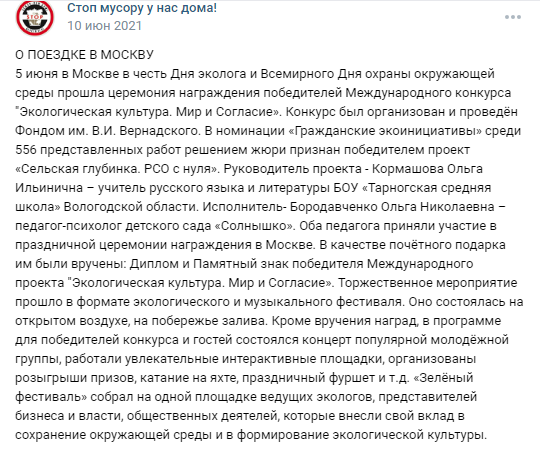 Стоп мусору у нас дома!
10 июн 2021
О ПОЕЗДКЕ В МОСКВУ
5 июня в Москве в честь Дня эколога и Всемирного Дня охраны окружающей
среды прошла церемония награждения победителей Международного конкурса
"Экологическая культура. Мир и Согласие». Конкурс был организован и проведён
Фондом им. В.И. Вернадского. В номинации «Гражданские экоинициативы» среди
556 представленных работ решением жюри признан победителем проект
«Сельская глубинка. РСО с нуля». Руководитель проекта - Кормашова Ольга
Ильинична – учитель русского языка и литературы БОУ «Тарногская средняя
школа» Вологодской области. Исполнитель- Бородавченко Ольга Николаевна –
педагог-психолог детского сада «Солнышко». Оба педагога приняли участие в
праздничной церемонии награждения в Москве. В качестве почётного подарка
им были вручены: Диплом и Памятный знак победителя Международного
проекта "Экологическая культура. Мир и Согласие». Торжественное мероприятие
прошло в формате экологического и музыкального фестиваля. Оно состоялась на
открытом воздухе, на побережье залива. Кроме вручения наград, в программе
для победителей конкурса и гостей состоялся концерт популярной молодёжной
группы, работали увлекательные интерактивные площадки, организованы
розыгрыши призов, катание на яхте, праздничный фуршет и т.д. «Зелёный
фестиваль» собрал на одной площадке ведущих экологов, представителей
бизнеса и власти, общественных деятелей, которые внесли свой вклад в
сохранение окружающей среды и в формирование экологической культуры.